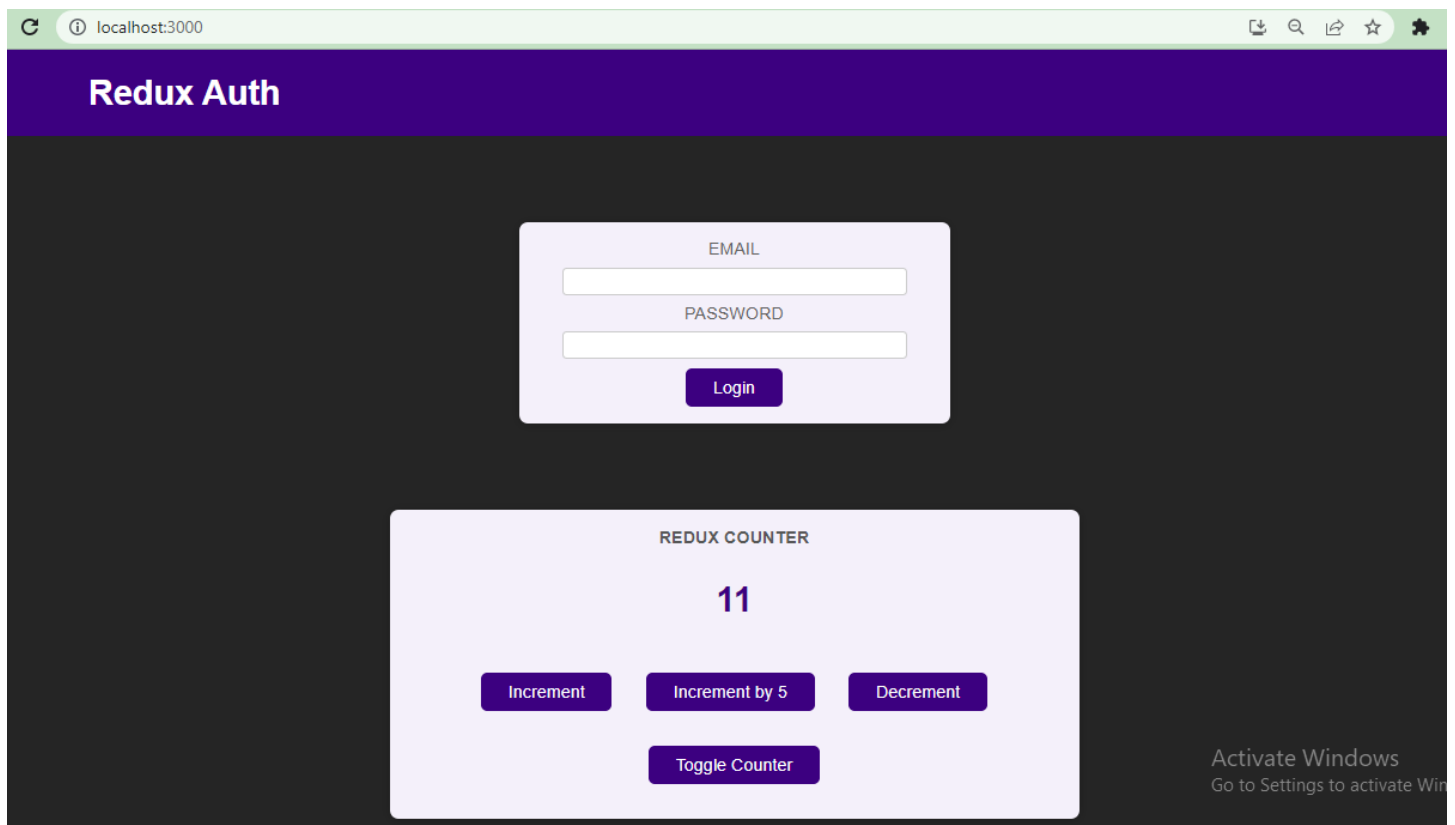 localhost:3000
Redux Auth
EMAIL
PASSWORD
Login
REDUX COUNTER
11
Increment Increment by 5 Decrement
Toggle Counter
Activate Windows
Go to Settings to activate Win